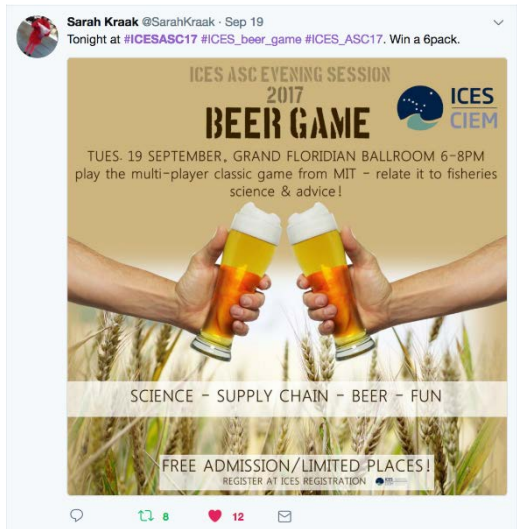 Sarah Kraak @SarahKraak · Sep 19
Tonight at #ICESASC17 #ICES_beer_game #ICES_ASC17. Win a 6pack.
ICES ASC EVENING SESSION
2017
BEER GAME
ICES
CIEM
TUES. 19 SEPTEMBER, GRAND FLORIDIAN BALLROOM 6-8PM
play the multi-player classic game from MIT - relate it to fisheries
science & advice!
SCIENCE - SUPPLY CHAIN - BEER - FUN
FREE ADMISSION/LIMITED PLACES!
REGISTER AT ICES REGISTRATION
8 12